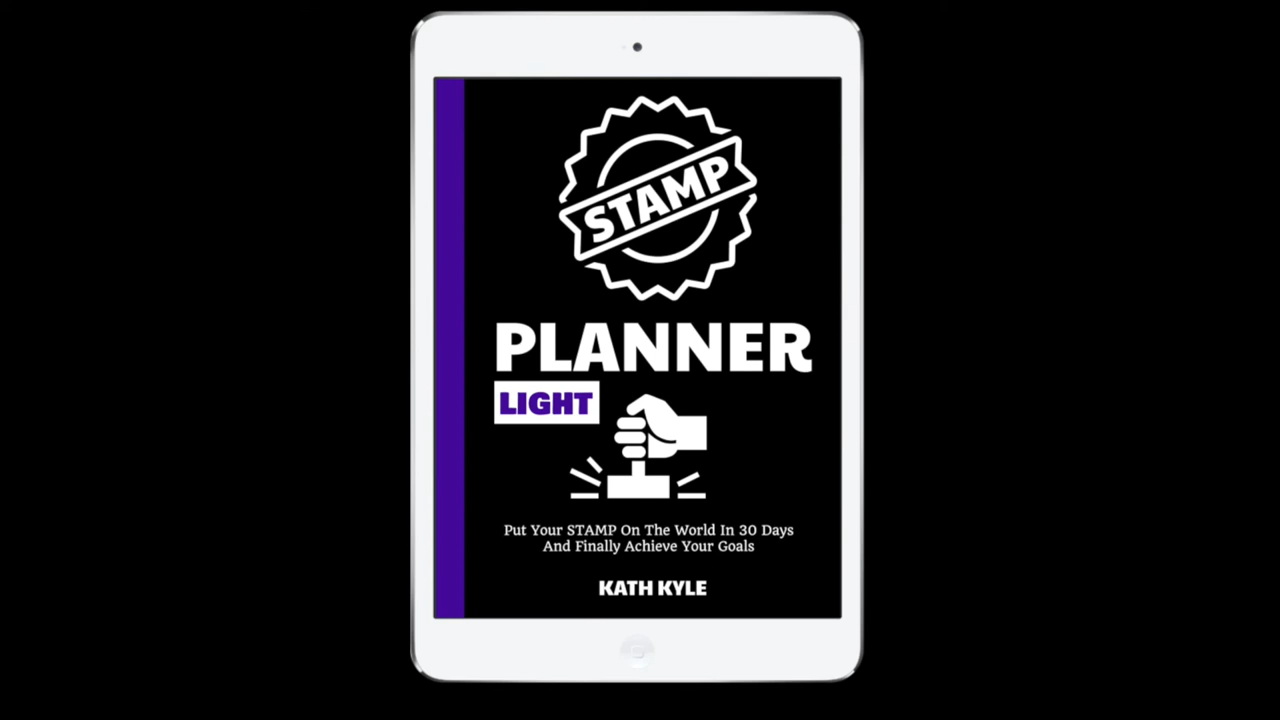 STAMP
PLANNER
LIGHT
Put Your STAMP On The World In 30 Days
And Finally Achieve Your Goals
KATH KYLE